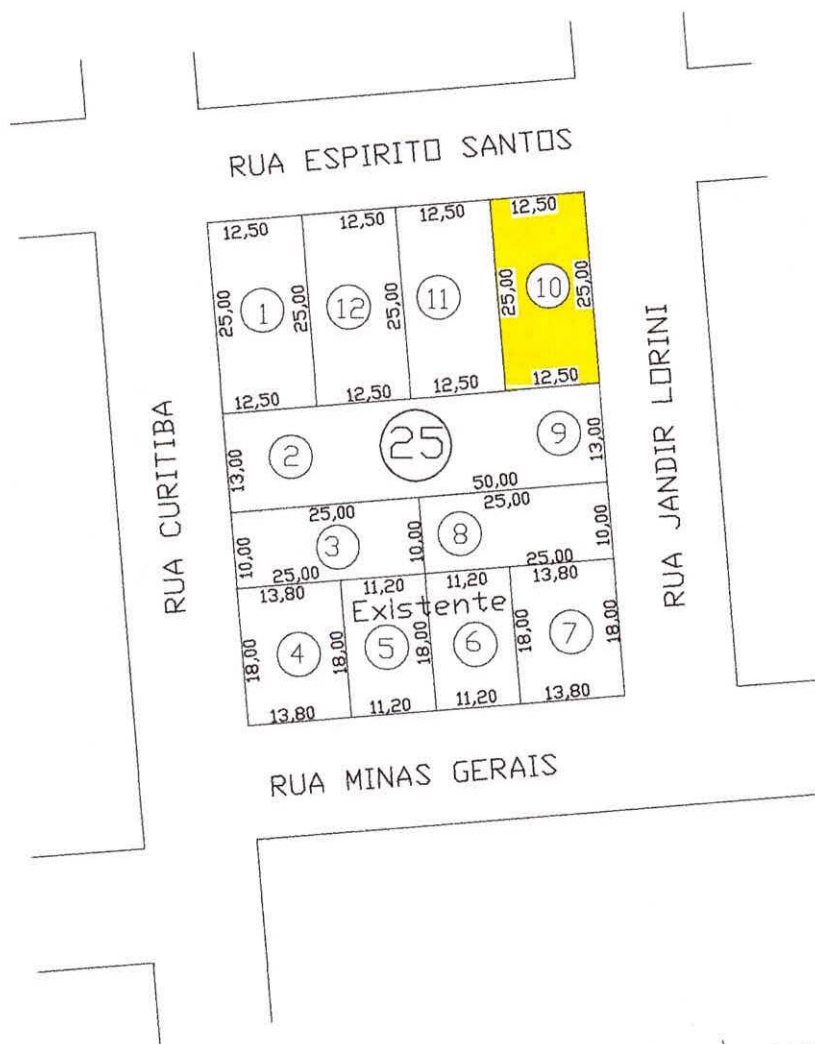 RUA ESPIRITO SANTOS
12,50 12,50 12,50 12,50
25,00 1 25,00 12 25,00 11 25,00 10 25,00
12,50 12,50 12,50 12,50
RUA CURITIBA
RUA JANDIR LORINI
13,00 2 25 9 13,00
50,00
25,00 25,00
10,00 3 10,00 8 10,00
25,00 25,00
13,80 11,20 11,20 13,80
Existente
18,00 4 18,00 5 18,00 6 18,00 7 18,00
13,80 11,20 11,20 13,80
RUA MINAS GERAIS